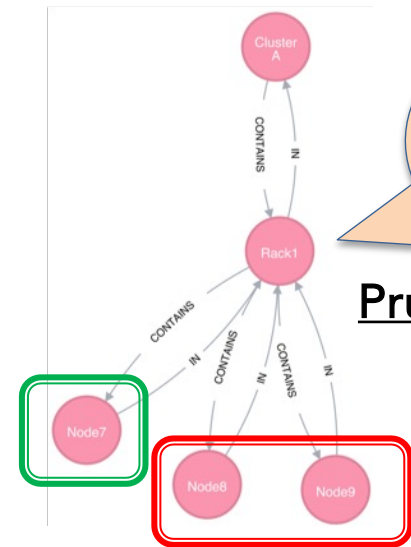 Cluster
A
CONTAINS
IN
Rack1
CONTAINS
IN
CONTAINS
IN
CONTAINS
IN
Node7
Node8
Node9
Pru